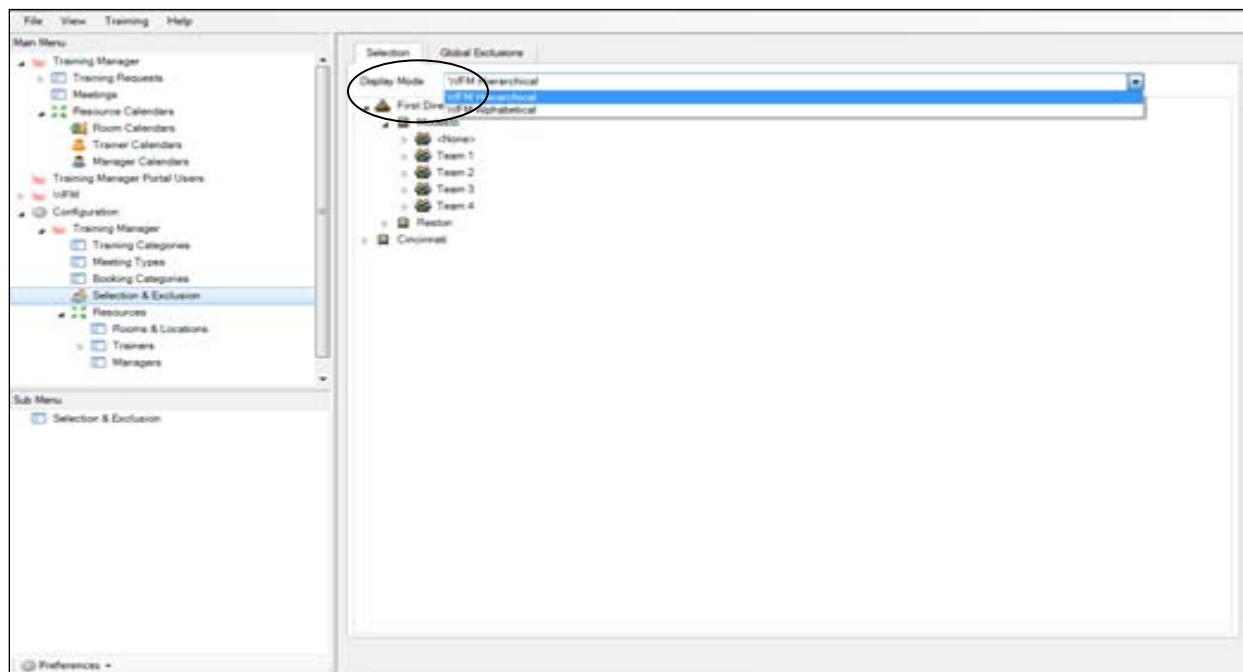 File View Training Help
Main Menu
Training Manager
Training Requests
Meetings
Resource Calendars
Room Calendars
Trainer Calendars
Manager Calendars
Training Manager Portal Users
WFM
Configuration
Training Manager
Training Categories
Meeting Types
Booking Categories
Selection & Exclusion
Resources
Rooms & Locations
Trainers
Managers
Sub Menu
Selection & Exclusion
Preferences
Selection Global Exclusions
Display Mode WFM Hierarchical
WFM Hierarchical
WFM Alphabetical
First
<None>
Team 1
Team 2
Team 3
Team 4
Reston
Cincinnati